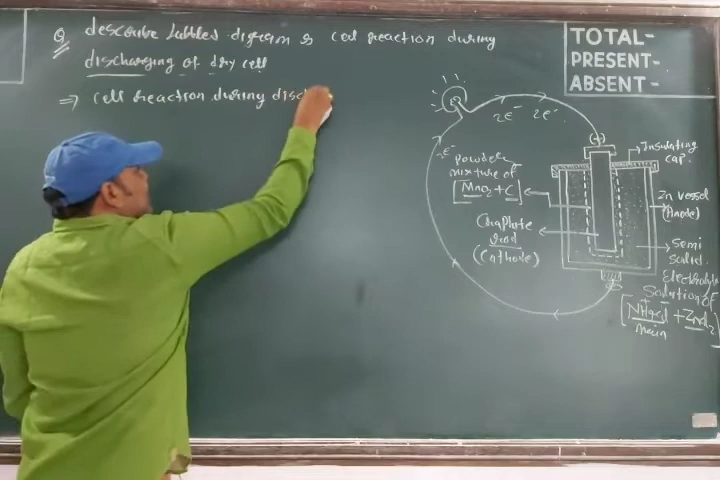 Q. describe labbled digram & cell reaction during
discharging of dry cell
⇒ cell reaction during disc
TOTAL-
PRESENT-
ABSENT-
2e⁻ 2e⁻
2e⁻
(+)
Insulating
cap.
powder
mixture of
[MnO₂ + C]
Zn vessel
(Anode)
Graphite
rod
(Cathode)
Semi
solid.
Electrolyte
Solution of
[NH₄Cl + ZnCl₂]
main